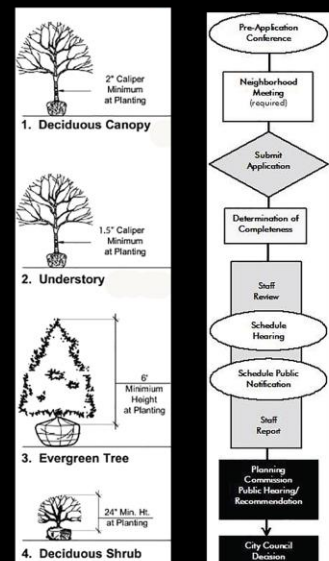 2" Caliper
Minimum
at Planting
1. Deciduous Canopy
1.5" Caliper
Minimum
at Planting
2. Understory
6'
Minimium
Height
at Planting
3. Evergreen Tree
24" Min. Ht.
at Planting
4. Deciduous Shrub
Pre-Application
Conference
Neighborhood
Meeting
(required)
Submit
Application
Determination of
Completeness
Staff
Review
Schedule
Hearing
Schedule Public
Notification
Staff
Report
Planning
Commission
Public Hearing/
Recommendation
City Council
Decision